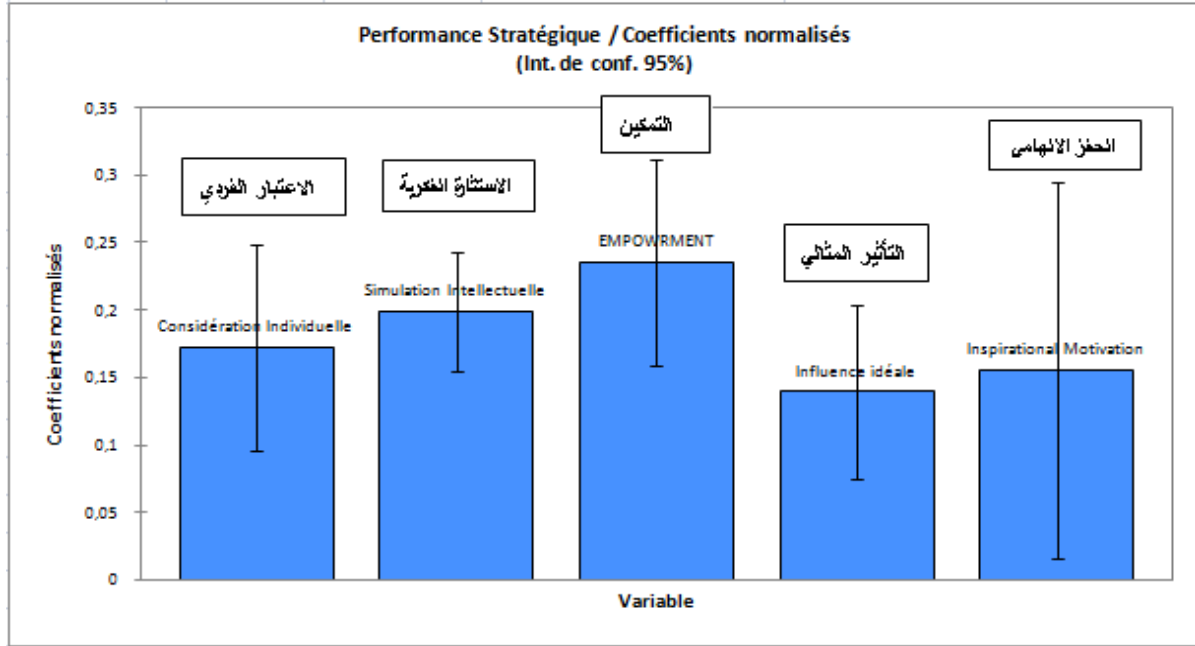 Performance Stratégique / Coefficients normalisés
(Int. de conf. 95%)
Coefficients normalisés
0,35
0,3
0,25
0,2
0,15
0,1
0,05
0
الاعتبار الفردي
الاستثارة الفكرية
التمكين
التأثير المثالي
الحفز الالهامي
Considération Individuelle
Simulation Intellectuelle
EMPOWRMENT
Influence idéale
Inspirational Motivation
Variable